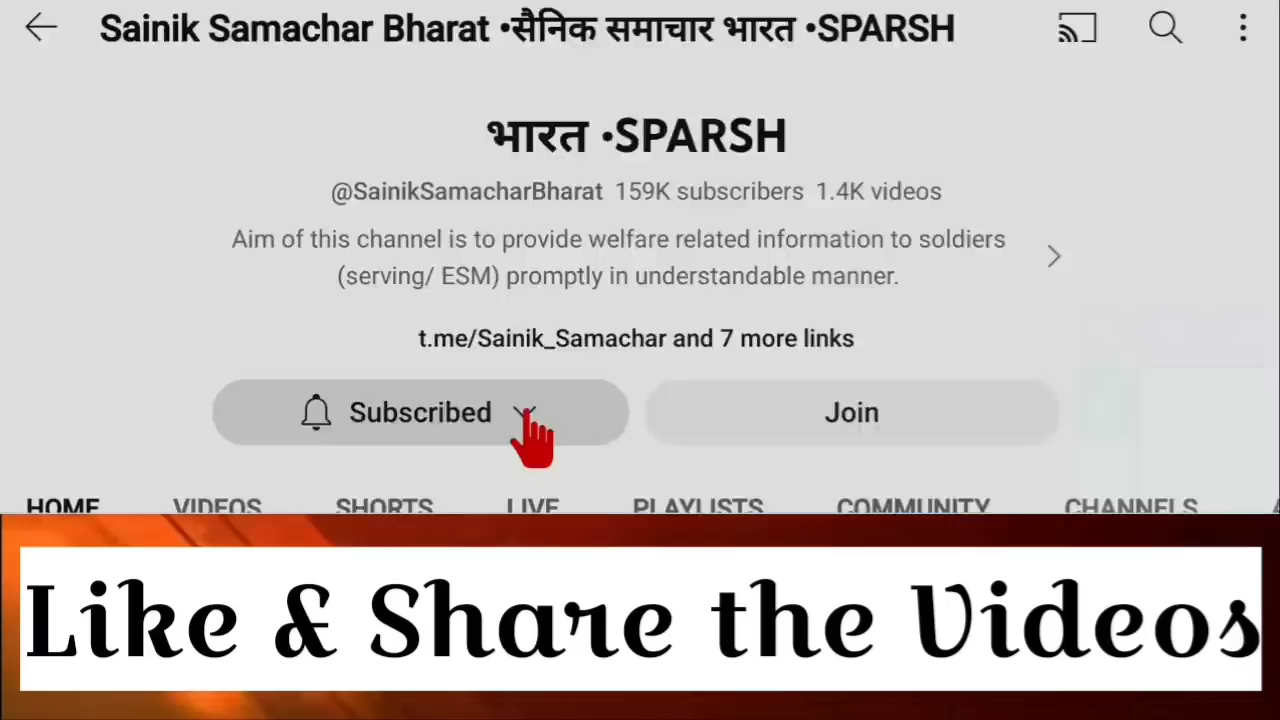 Sainik Samachar Bharat •सैनिक समाचार भारत •SPARSH
भारत •SPARSH
@SainikSamacharBharat 159K subscribers 1.4K videos
Aim of this channel is to provide welfare related information to soldiers
(serving/ ESM) promptly in understandable manner.
t.me/Sainik_Samachar and 7 more links
Subscribed Join
HOME VIDEOS SHORTS LIVE PLAYLISTS COMMUNITY CHANNELS
Like & Share the Videos